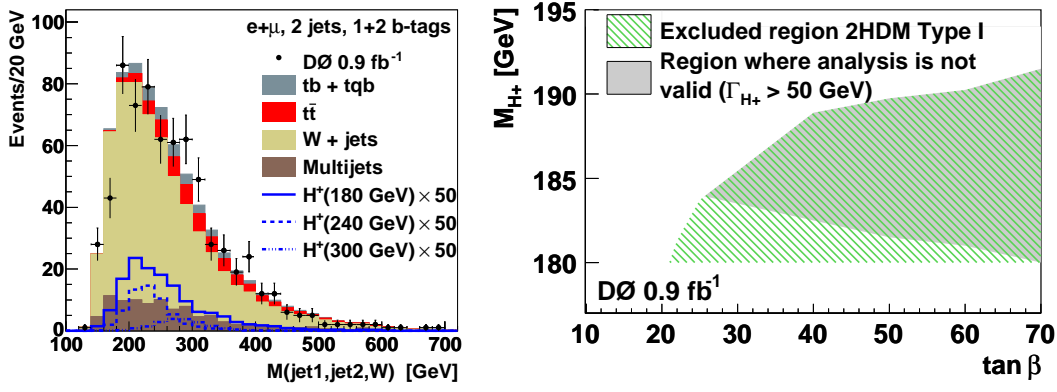 Events/20 GeV
100
80
60
40
20
0
e+μ, 2 jets, 1+2 b-tags
DØ 0.9 fb⁻¹
tb + tqb
tt̄
W + jets
Multijets
H⁺(180 GeV) × 50
H⁺(240 GeV) × 50
H⁺(300 GeV) × 50
100 200 300 400 500 600 700
M(jet1,jet2,W) [GeV]
M_H+ [GeV]
195
190
185
180
Excluded region 2HDM Type I
Region where analysis is not
valid (Γ_H+ > 50 GeV)
DØ 0.9 fb⁻¹
10 20 30 40 50 60 70
tan β